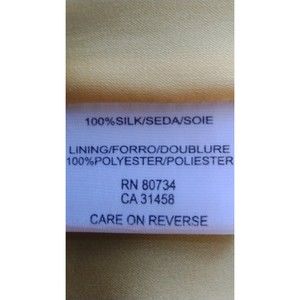 100%SILK/SEDA/SOIE
LINING/FORRO/DOUBLURE
100%POLYESTER/POLIESTER
RN 80734
CA 31458
CARE ON REVERSE